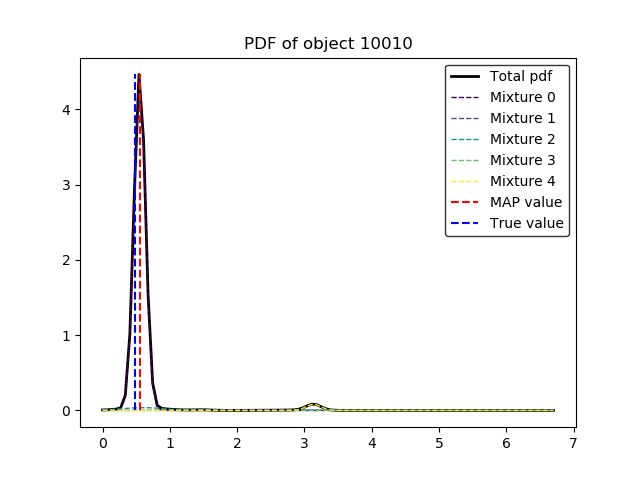 PDF of object 10010
Total pdf
Mixture 0
Mixture 1
Mixture 2
Mixture 3
Mixture 4
MAP value
True value
4
3
2
1
0
0 1 2 3 4 5 6 7